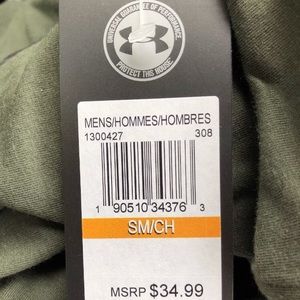 UNIVERSAL GUARANTEE OF PERFORMANCE
PROTECT THIS HOUSE
MENS/HOMMES/HOMBRES
1300427 308
1 90510 34376 3
SM/CH
MSRP $34.99